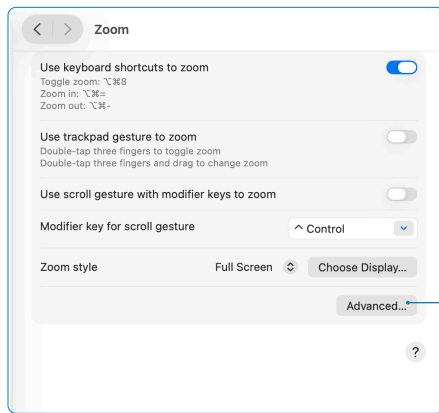 Zoom
Use keyboard shortcuts to zoom
Toggle zoom: ⌥⌘8
Zoom in: ⌥⌘=
Zoom out: ⌥⌘-
Use trackpad gesture to zoom
Double-tap three fingers to toggle zoom
Double-tap three fingers and drag to change zoom
Use scroll gesture with modifier keys to zoom
Modifier key for scroll gesture ^ Control
Zoom style Full Screen Choose Display...
Advanced...
?